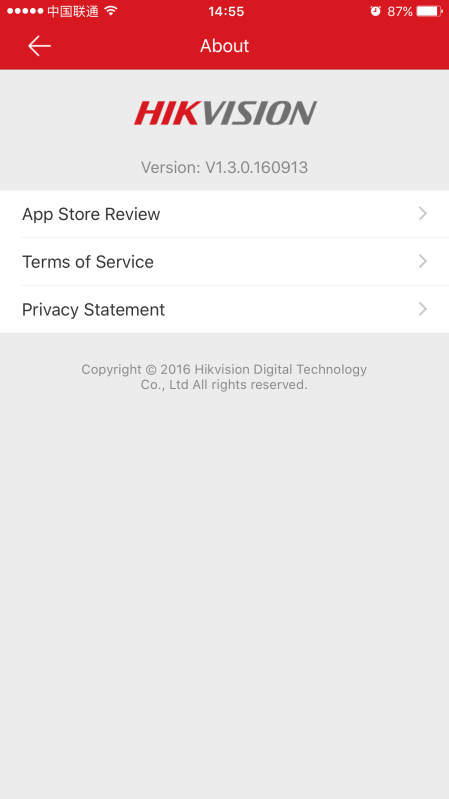 中国联通 14:55 87%
About
HIKVISION
Version: V1.3.0.160913
App Store Review
Terms of Service
Privacy Statement
Copyright © 2016 Hikvision Digital Technology
Co., Ltd All rights reserved.